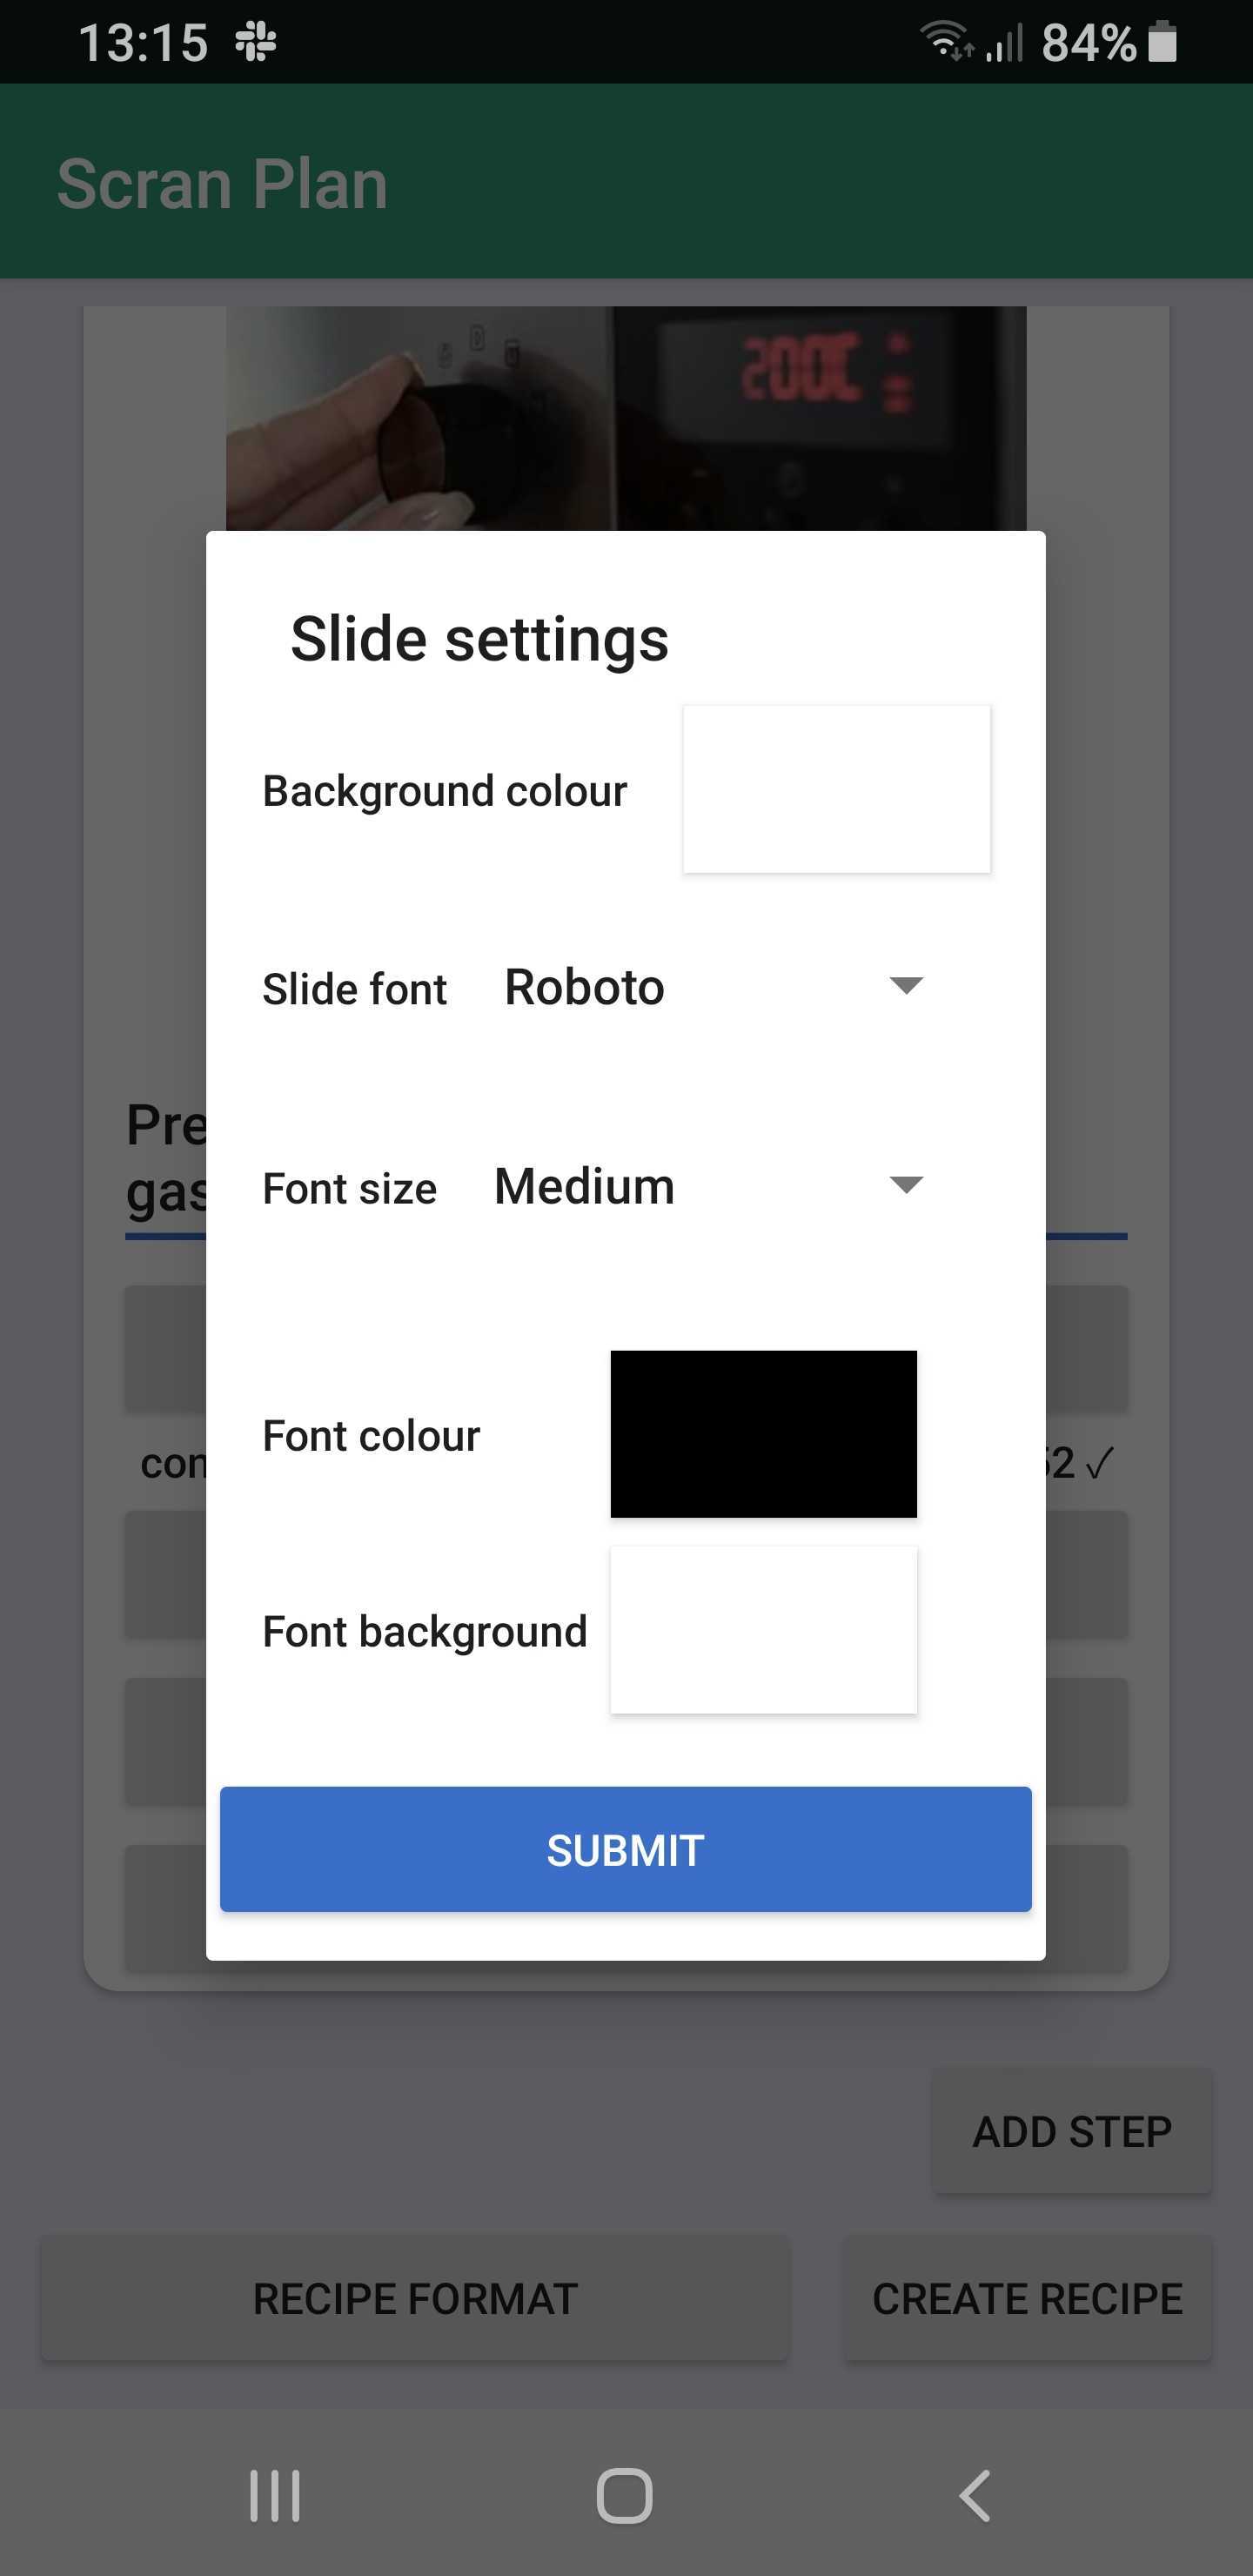 13:15 84%
Scran Plan
200C
Slide settings
Background colour
Slide font Roboto
Pre
gas
Font size Medium
Font colour
con 52 ✓
Font background
SUBMIT
ADD STEP
RECIPE FORMAT CREATE RECIPE